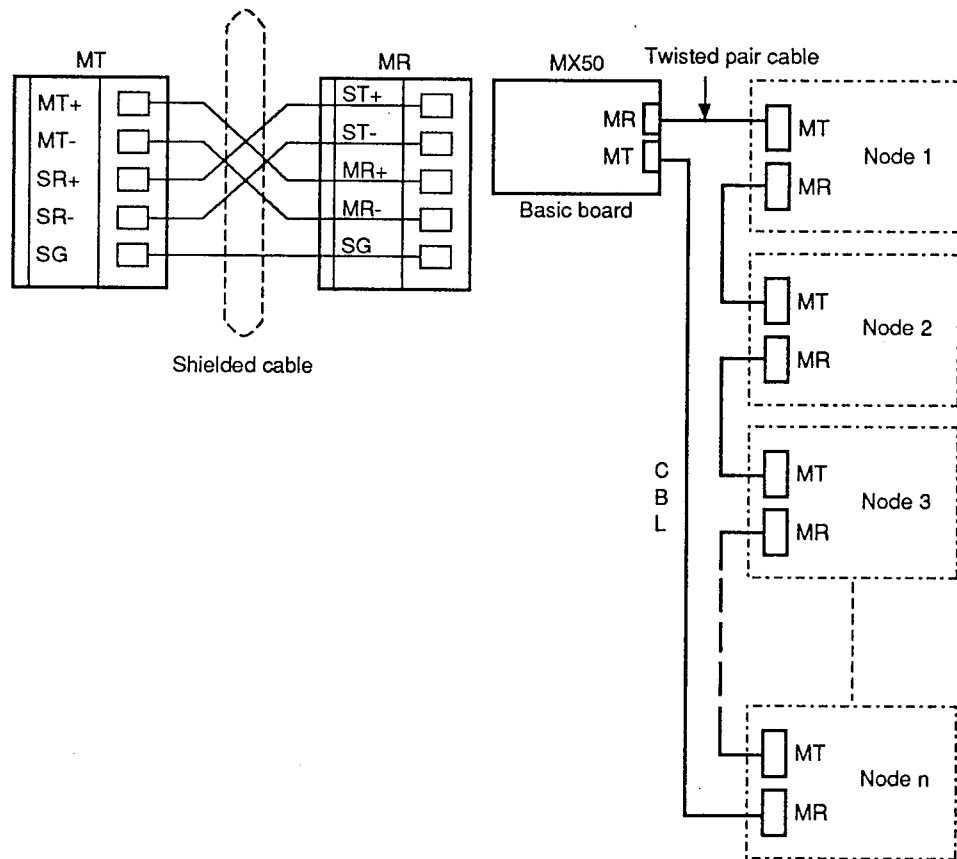 MT
MT+
MT-
SR+
SR-
SG
MR
ST+
ST-
MR+
MR-
SG
Shielded cable
MX50
MR
MT
Basic board
Twisted pair cable
MT
Node 1
MR
MT
Node 2
MR
MT
Node 3
MR
C
B
L
MT
Node n
MR